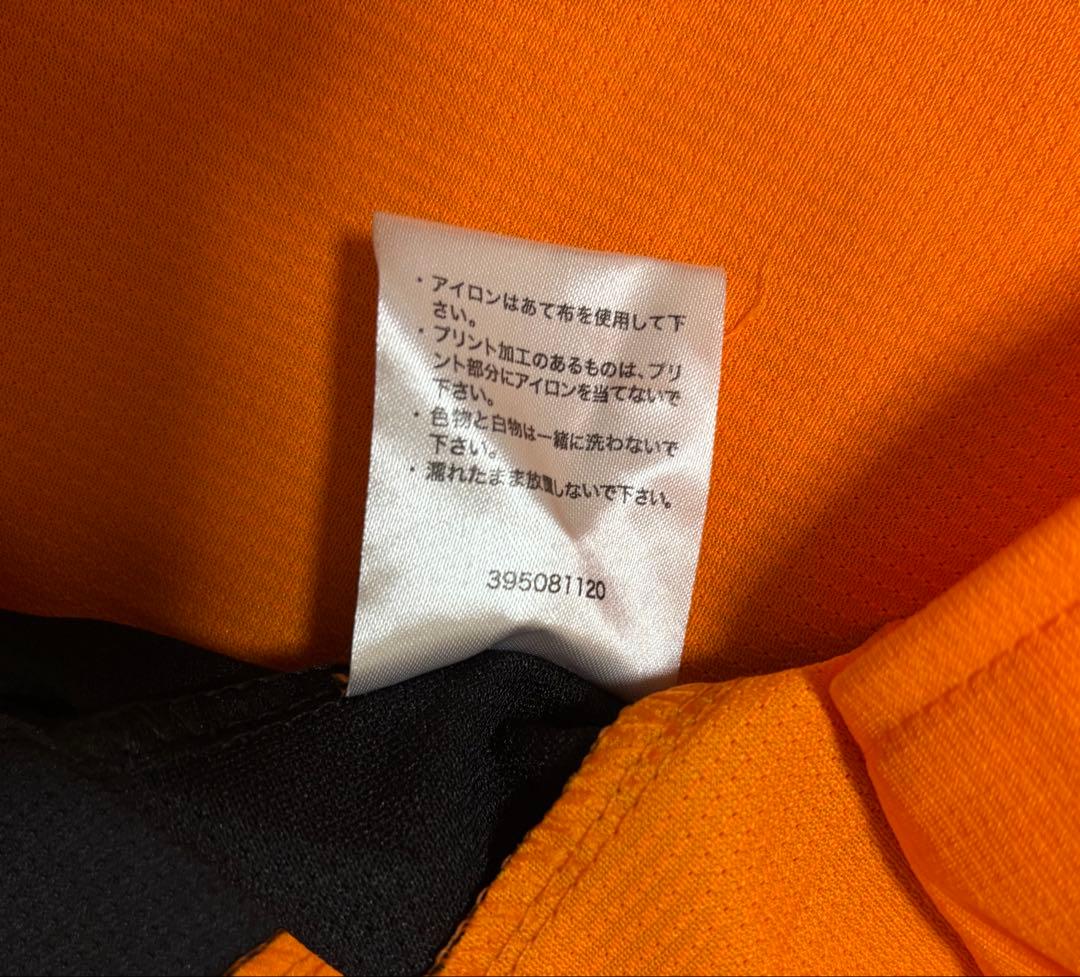 ・アイロンはあて布を使用して下
さい。
・プリント加工のあるものは、プリ
ント部分にアイロンを当てないで
下さい。
・色物と白物は一緒に洗わないで
下さい。
・濡れたまま放置しないで下さい。
395081120